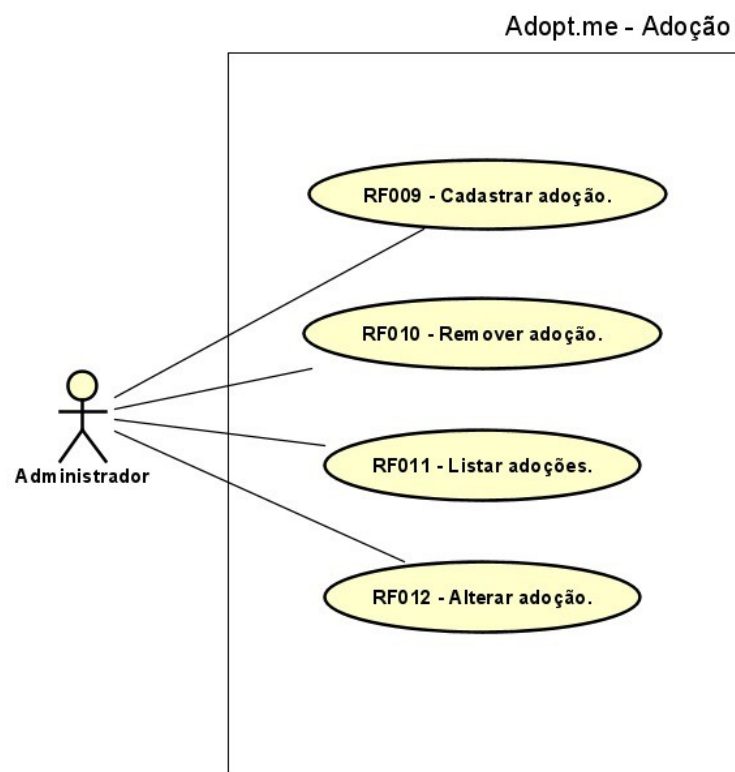 Adopt.me - Adoção
RF009 - Cadastrar adoção.
RF010 - Remover adoção.
RF011 - Listar adoções.
RF012 - Alterar adoção.
Administrador